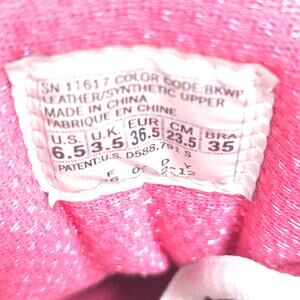 SN 11617 COLOR CODE:BKWP
LEATHER/SYNTHETIC UPPER
MADE IN CHINA
FABRIQUE EN CHINE
U.S. U.K. EUR CM BRA
6.5 3.5 36.5 23.5 35
PATENT:U.S. D588,791 S